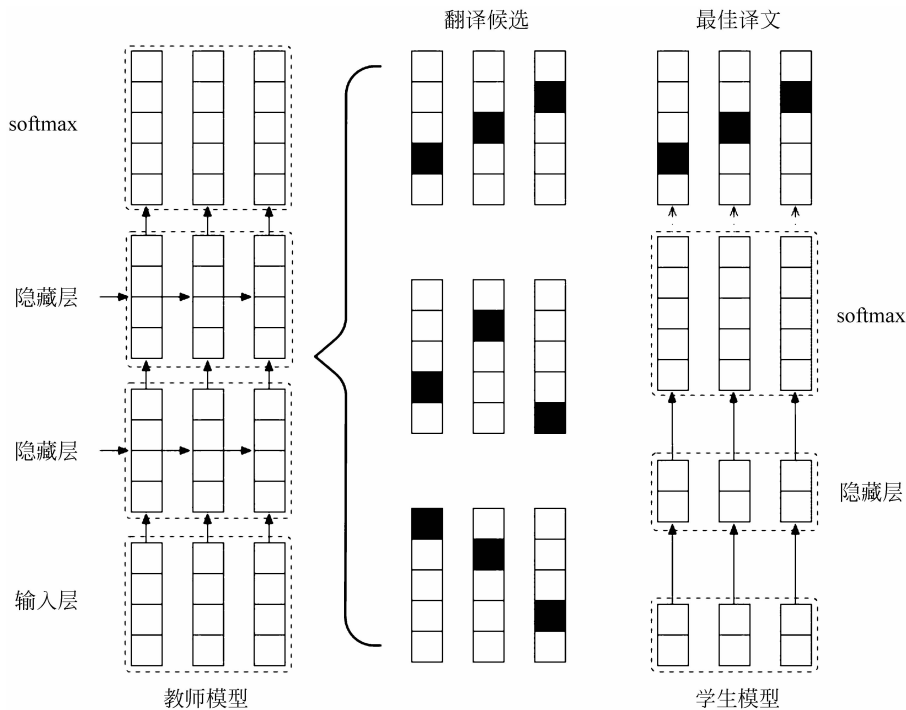 翻译候选
最佳译文
softmax
隐藏层
softmax
隐藏层
隐藏层
输入层
教师模型
学生模型